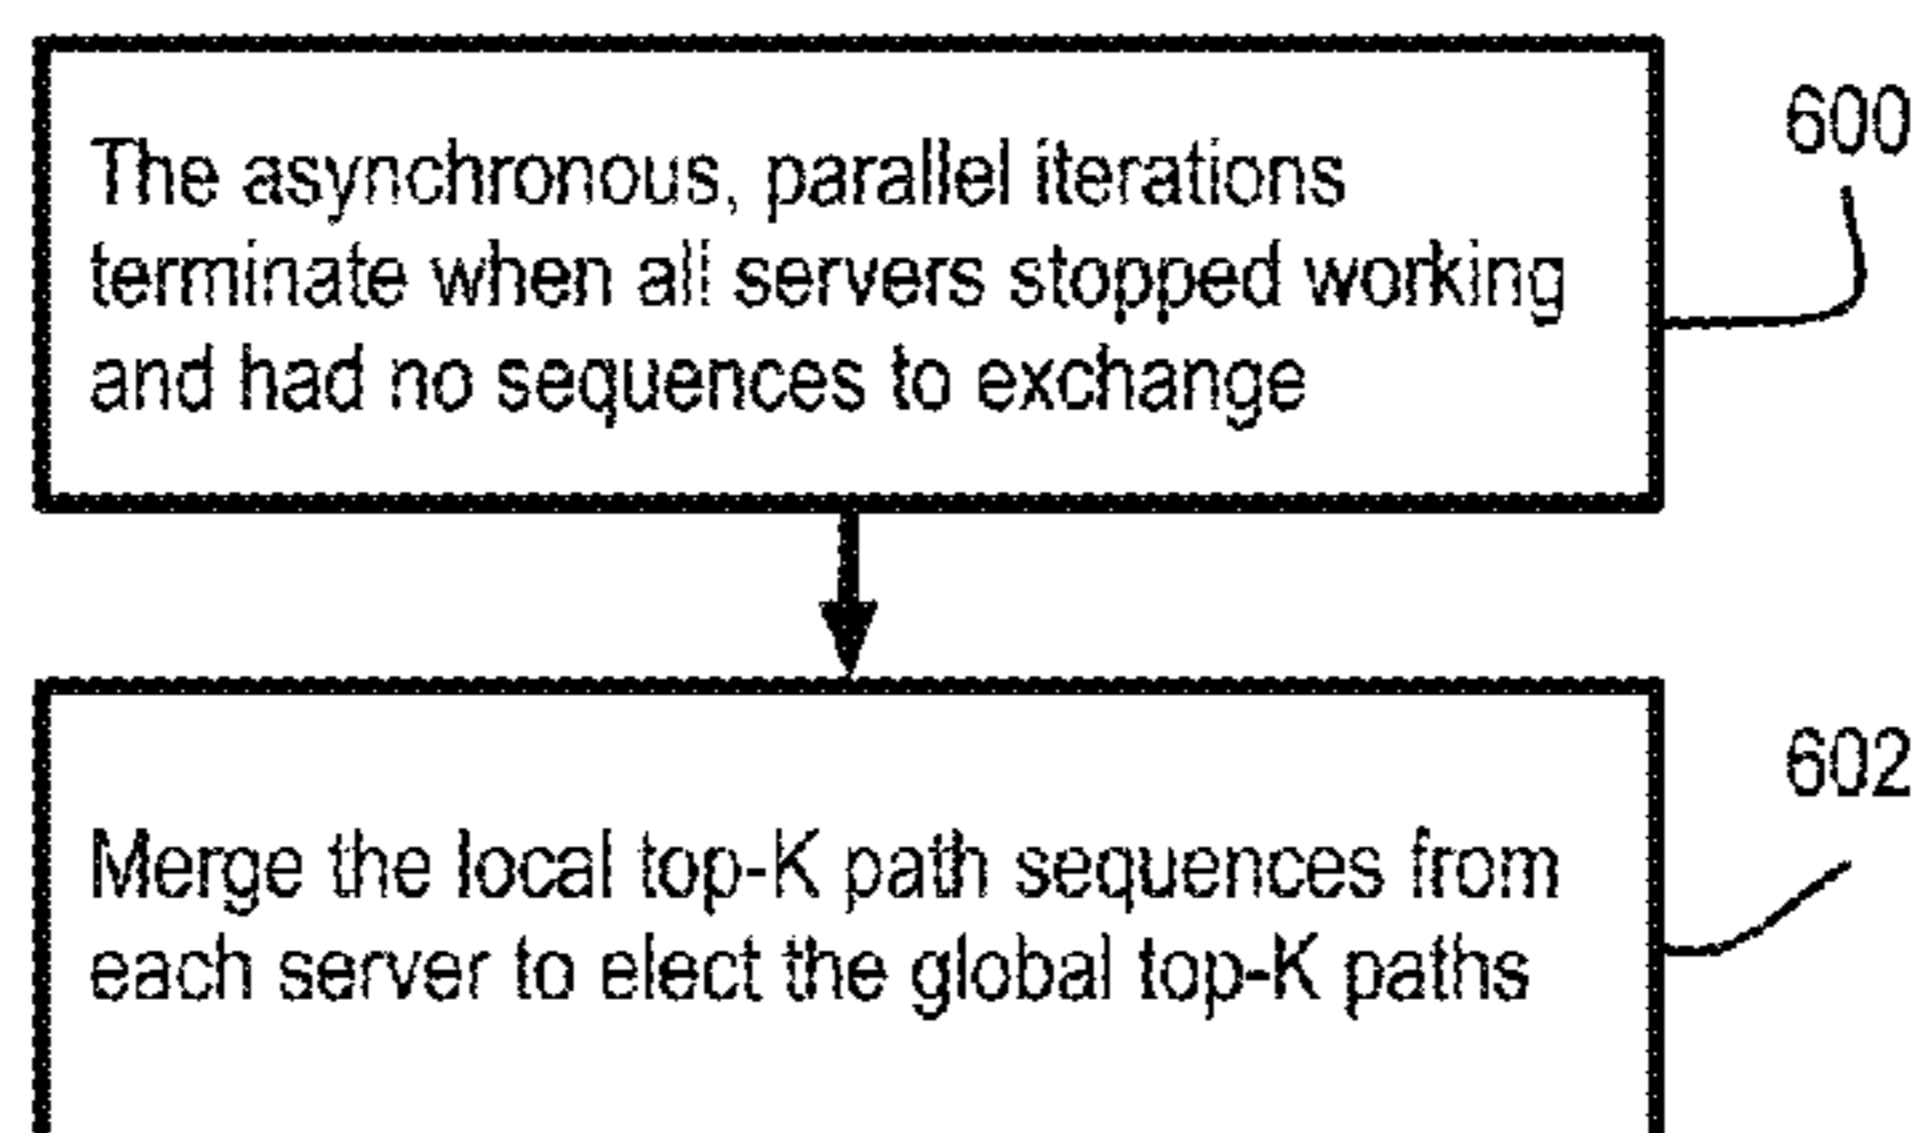 The asynchronous, parallel iterations
terminate when all servers stopped working
and had no sequences to exchange
600
Merge the local top-K path sequences from
each server to elect the global top-K paths
602